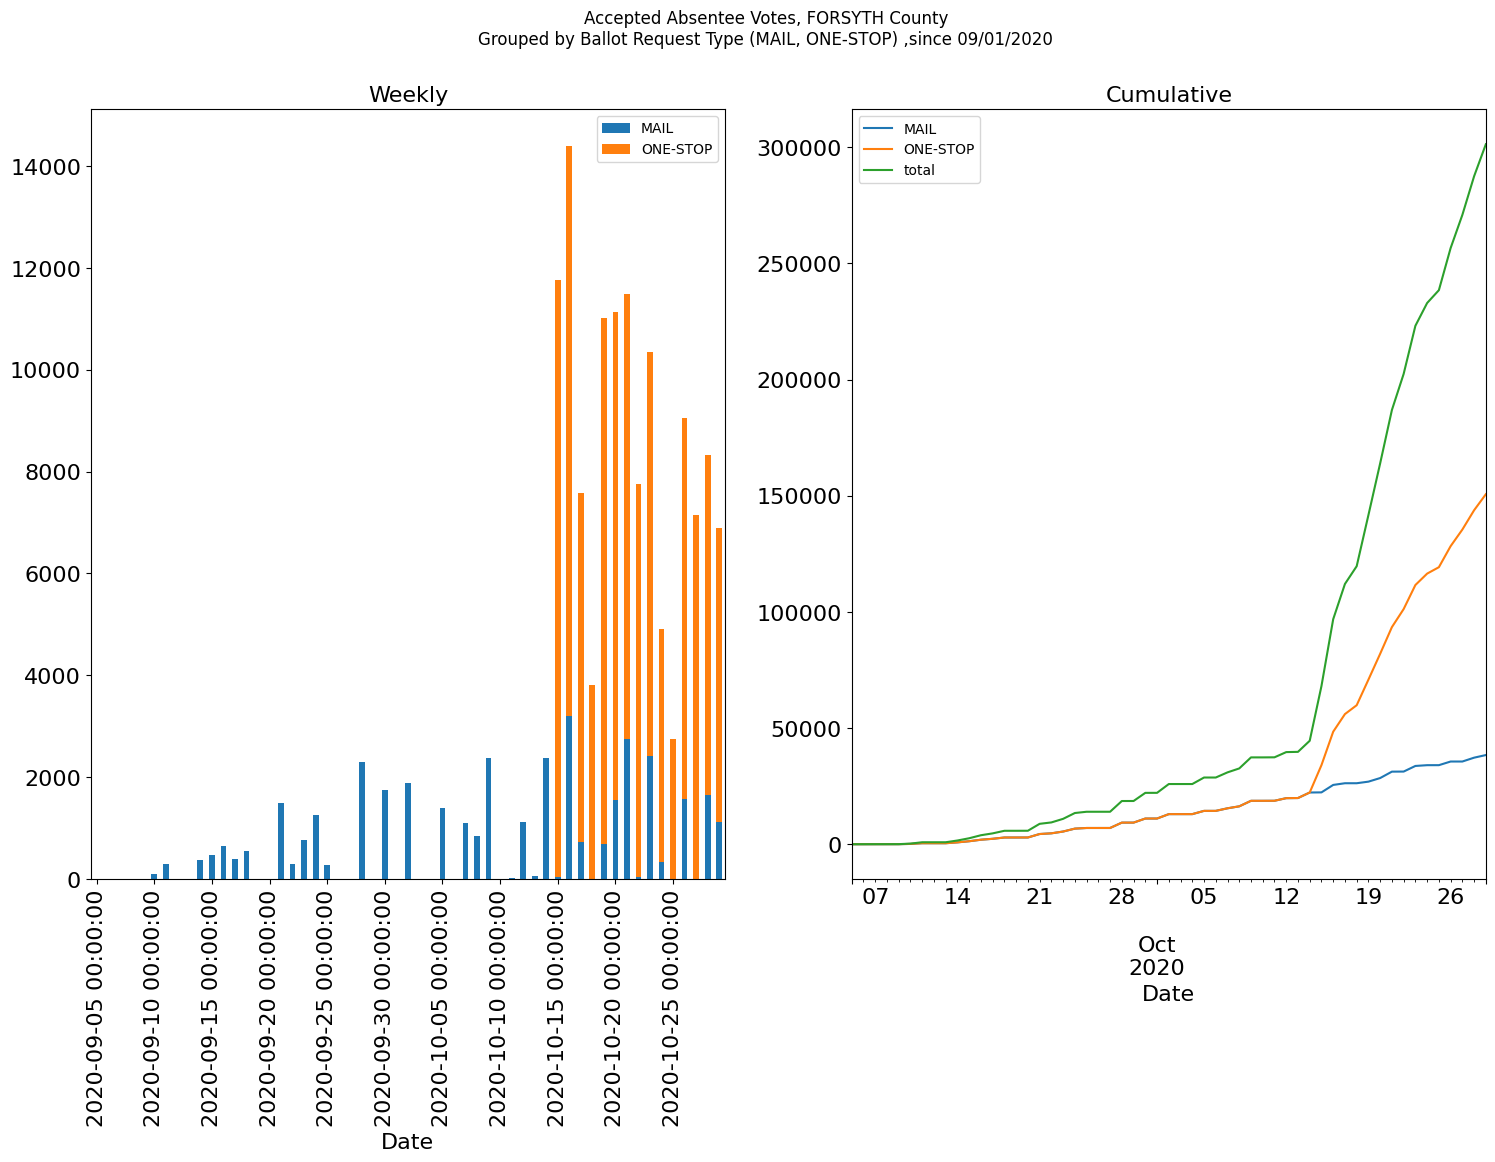 Accepted Absentee Votes, FORSYTH County
Grouped by Ballot Request Type (MAIL, ONE-STOP) ,since 09/01/2020
Weekly
MAIL
ONE-STOP
14000
12000
10000
8000
6000
4000
2000
0
2020-09-05 00:00:00
2020-09-10 00:00:00
2020-09-15 00:00:00
2020-09-20 00:00:00
2020-09-25 00:00:00
2020-09-30 00:00:00
2020-10-05 00:00:00
2020-10-10 00:00:00
2020-10-15 00:00:00
2020-10-20 00:00:00
2020-10-25 00:00:00
Date
Cumulative
MAIL
ONE-STOP
total
300000
250000
200000
150000
100000
50000
0
07 14 21 28 05 12 19 26
Oct
2020
Date